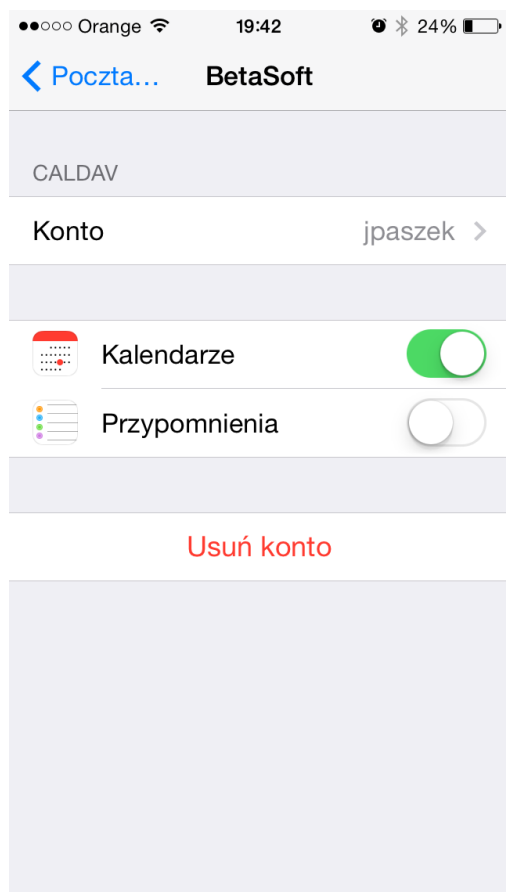 Orange 19:42 24%
Poczta... BetaSoft
CALDAV
Konto jpaszek
Kalendarze
Przypomnienia
Usuń konto